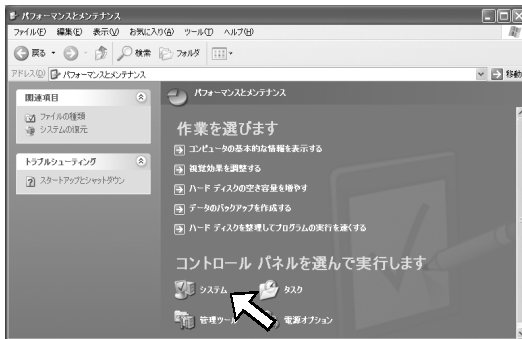 パフォーマンスとメンテナンス
ファイル(F) 編集(E) 表示(V) お気に入り(A) ツール(T) ヘルプ(H)
戻る 検索 フォルダ
アドレス(D) パフォーマンスとメンテナンス 移動
関連項目
ファイルの種類
システムの復元
トラブルシューティング
スタートアップとシャットダウン
パフォーマンスとメンテナンス
作業を選びます
コンピュータの基本的な情報を表示する
視覚効果を調整する
ハード ディスクの空き容量を増やす
データのバックアップを作成する
ハード ディスクを整理してプログラムの実行を速くする
コントロール パネルを選んで実行します
システム タスク
管理ツール 電源オプション